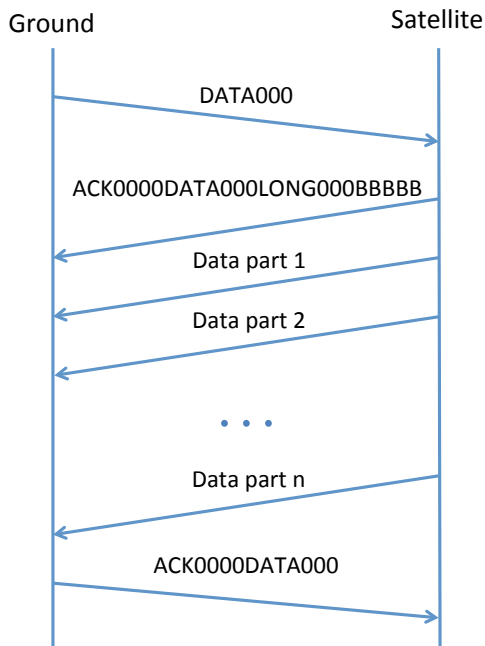 Ground
Satellite
DATA000
ACK0000DATA000LONG000BBBBB
Data part 1
Data part 2
• • •
Data part n
ACK0000DATA000